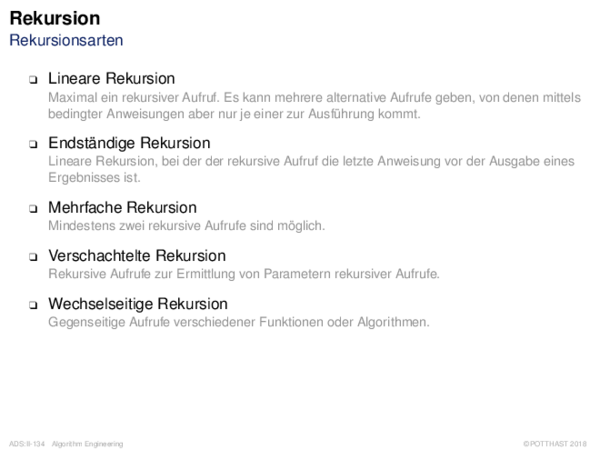 Rekursion
Rekursionsarten
❑ Lineare Rekursion
Maximal ein rekursiver Aufruf. Es kann mehrere alternative Aufrufe geben, von denen mittels
bedingter Anweisungen aber nur je einer zur Ausführung kommt.
❑ Endständige Rekursion
Lineare Rekursion, bei der der rekursive Aufruf die letzte Anweisung vor der Ausgabe eines
Ergebnisses ist.
❑ Mehrfache Rekursion
Mindestens zwei rekursive Aufrufe sind möglich.
❑ Verschachtelte Rekursion
Rekursive Aufrufe zur Ermittlung von Parametern rekursiver Aufrufe.
❑ Wechselseitige Rekursion
Gegenseitige Aufrufe verschiedener Funktionen oder Algorithmen.
ADS:II-134 Algorithm Engineering © POTTHAST 2018